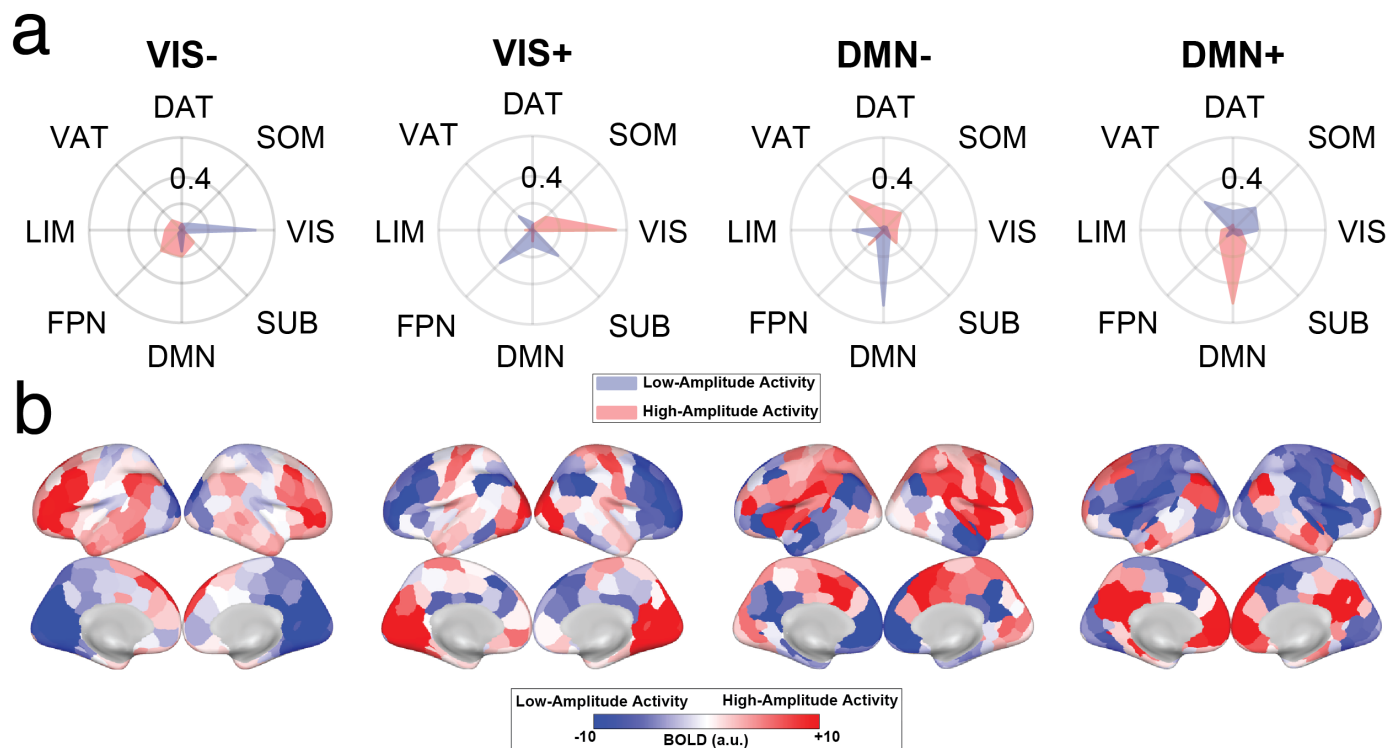 a
VIS- VIS+ DMN- DMN+
DAT DAT DAT DAT
VAT SOM VAT SOM VAT SOM VAT SOM
0.4 0.4 0.4 0.4
LIM VIS LIM VIS LIM VIS LIM VIS
FPN SUB FPN SUB FPN SUB FPN SUB
DMN DMN DMN DMN
Low-Amplitude Activity
High-Amplitude Activity
b
Low-Amplitude Activity High-Amplitude Activity
-10 BOLD (a.u.) +10